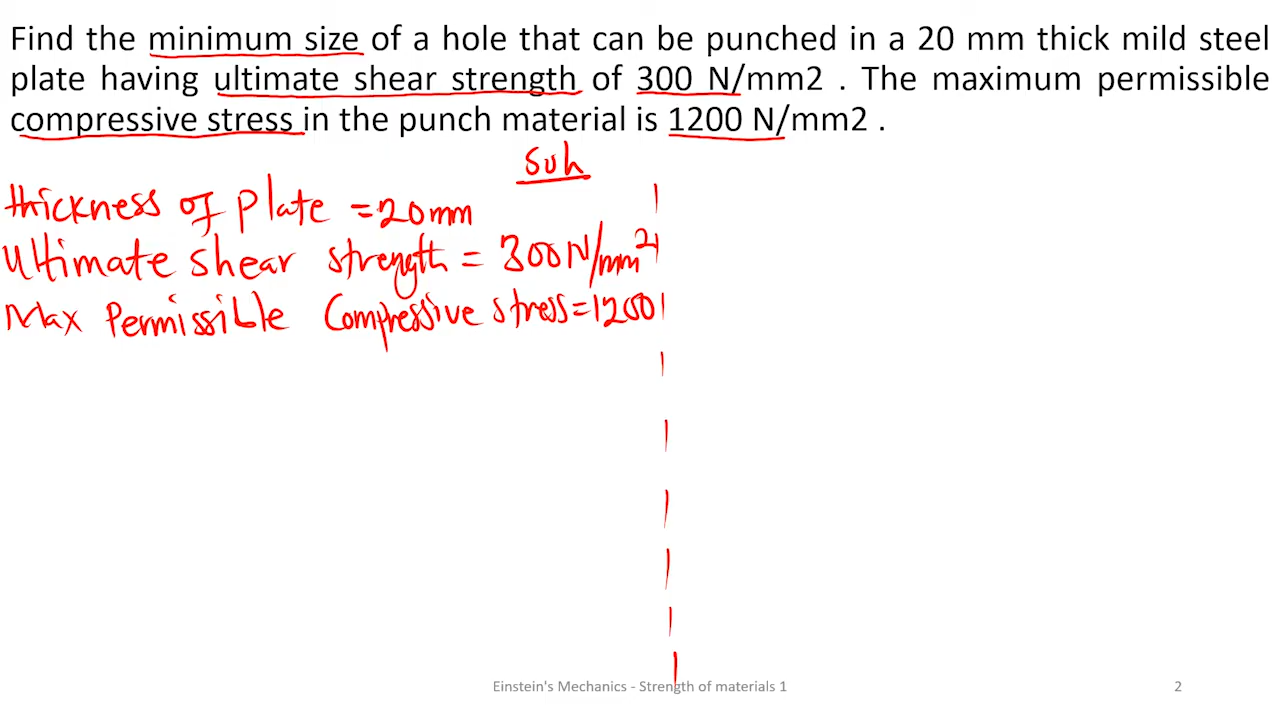 Find the minimum size of a hole that can be punched in a 20 mm thick mild steel
plate having ultimate shear strength of 300 N/mm2 . The maximum permissible
compressive stress in the punch material is 1200 N/mm2 .
Soln
thickness of plate = 20mm
Ultimate shear strength = 300N/mm²
Max Permissible Compressive stress = 1200
Einstein's Mechanics - Strength of materials 1
2